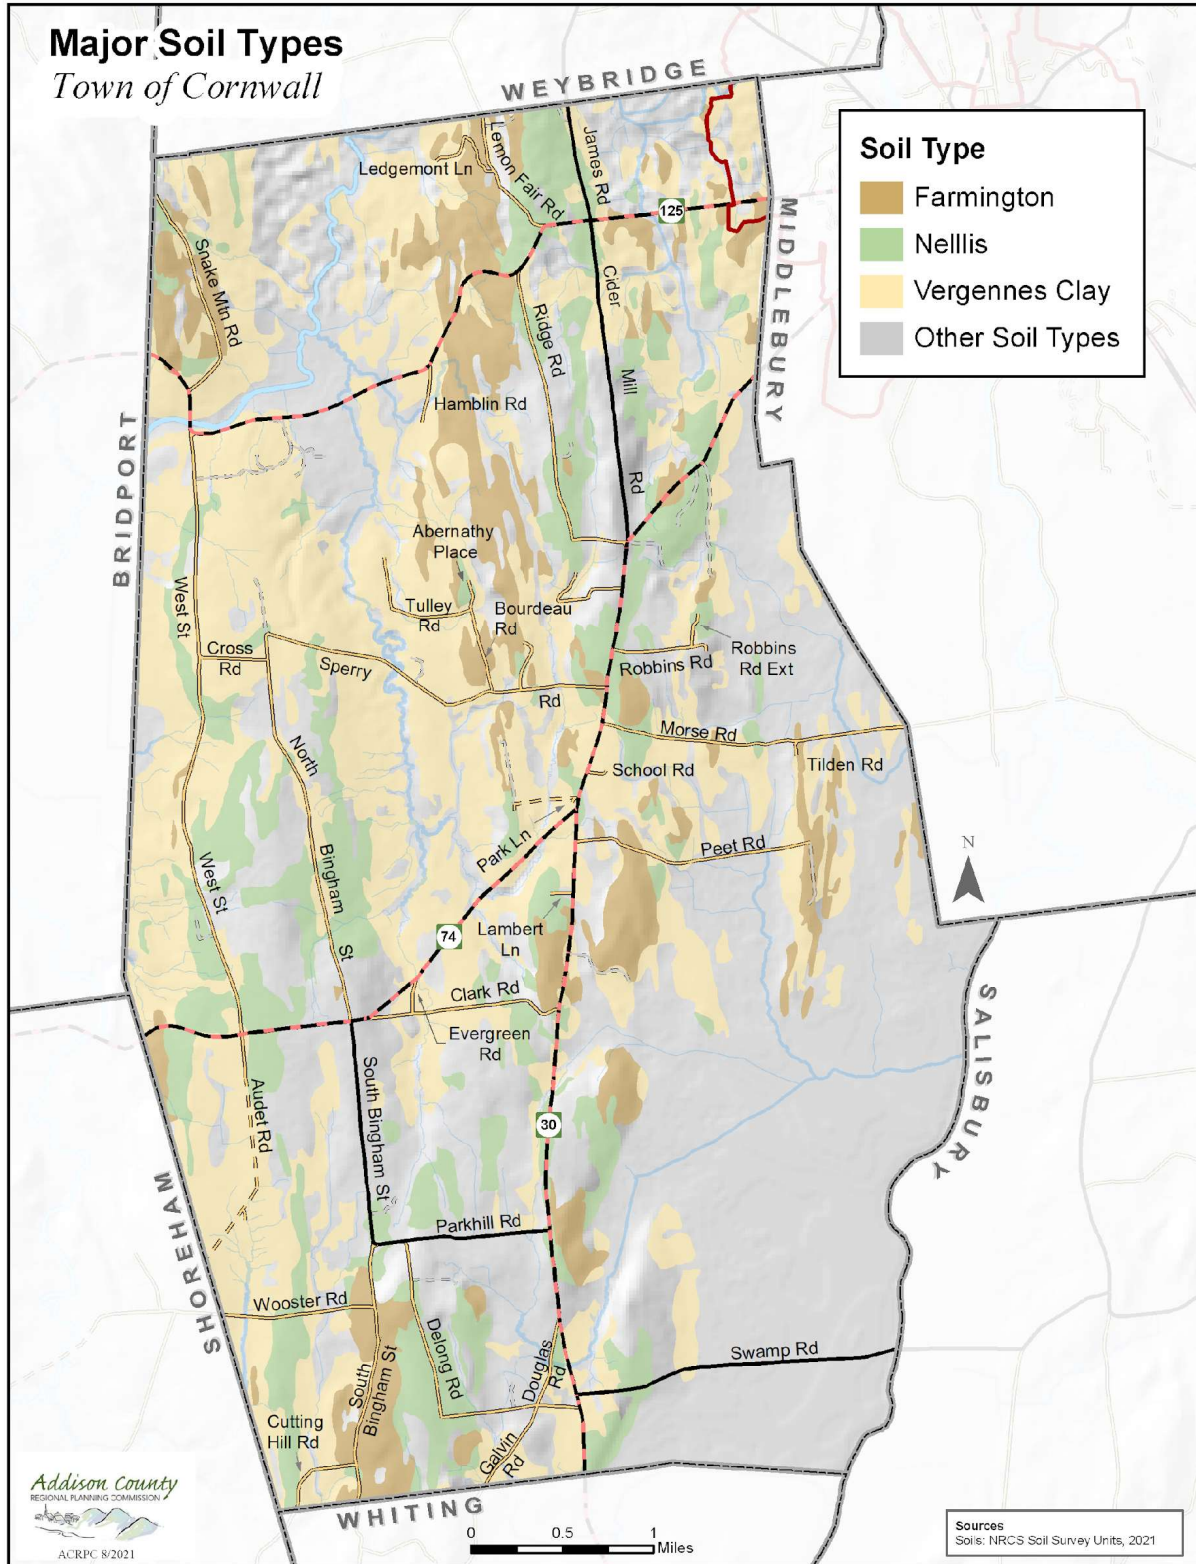 Major Soil Types
Town of Cornwall
WEYBRIDGE
Soil Type
Farmington
Nelllis
Vergennes Clay
Other Soil Types
MIDDLEBURY
BRIDPORT
SHOREHAM
WHITING
SALISBURY
Ledgemont Ln
Lemon Fair Rd
James Rd
125
Snake Mtn Rd
Cider
Mill
Rd
Ridge Rd
Hamblin Rd
Abernathy
Place
Tulley
Rd
Bourdeau
Rd
West St
Cross
Rd
Sperry
Rd
Robbins Rd
Robbins
Rd Ext
Morse Rd
Tilden Rd
School Rd
North
Bingham
St
Park Ln
Peet Rd
West St
74
Lambert
Ln
Clark Rd
Evergreen
Rd
N
Audet Rd
South Bingham St
30
Parkhill Rd
Wooster Rd
South
Bingham St
Delong Rd
Douglas
Rd
Swamp Rd
Cutting
Hill Rd
Galvin
Rd
Addison County
REGIONAL PLANNING COMMISSION
ACRPC 8/2021
0 0.5 1
Miles
Sources
Soils: NRCS Soil Survey Units, 2021